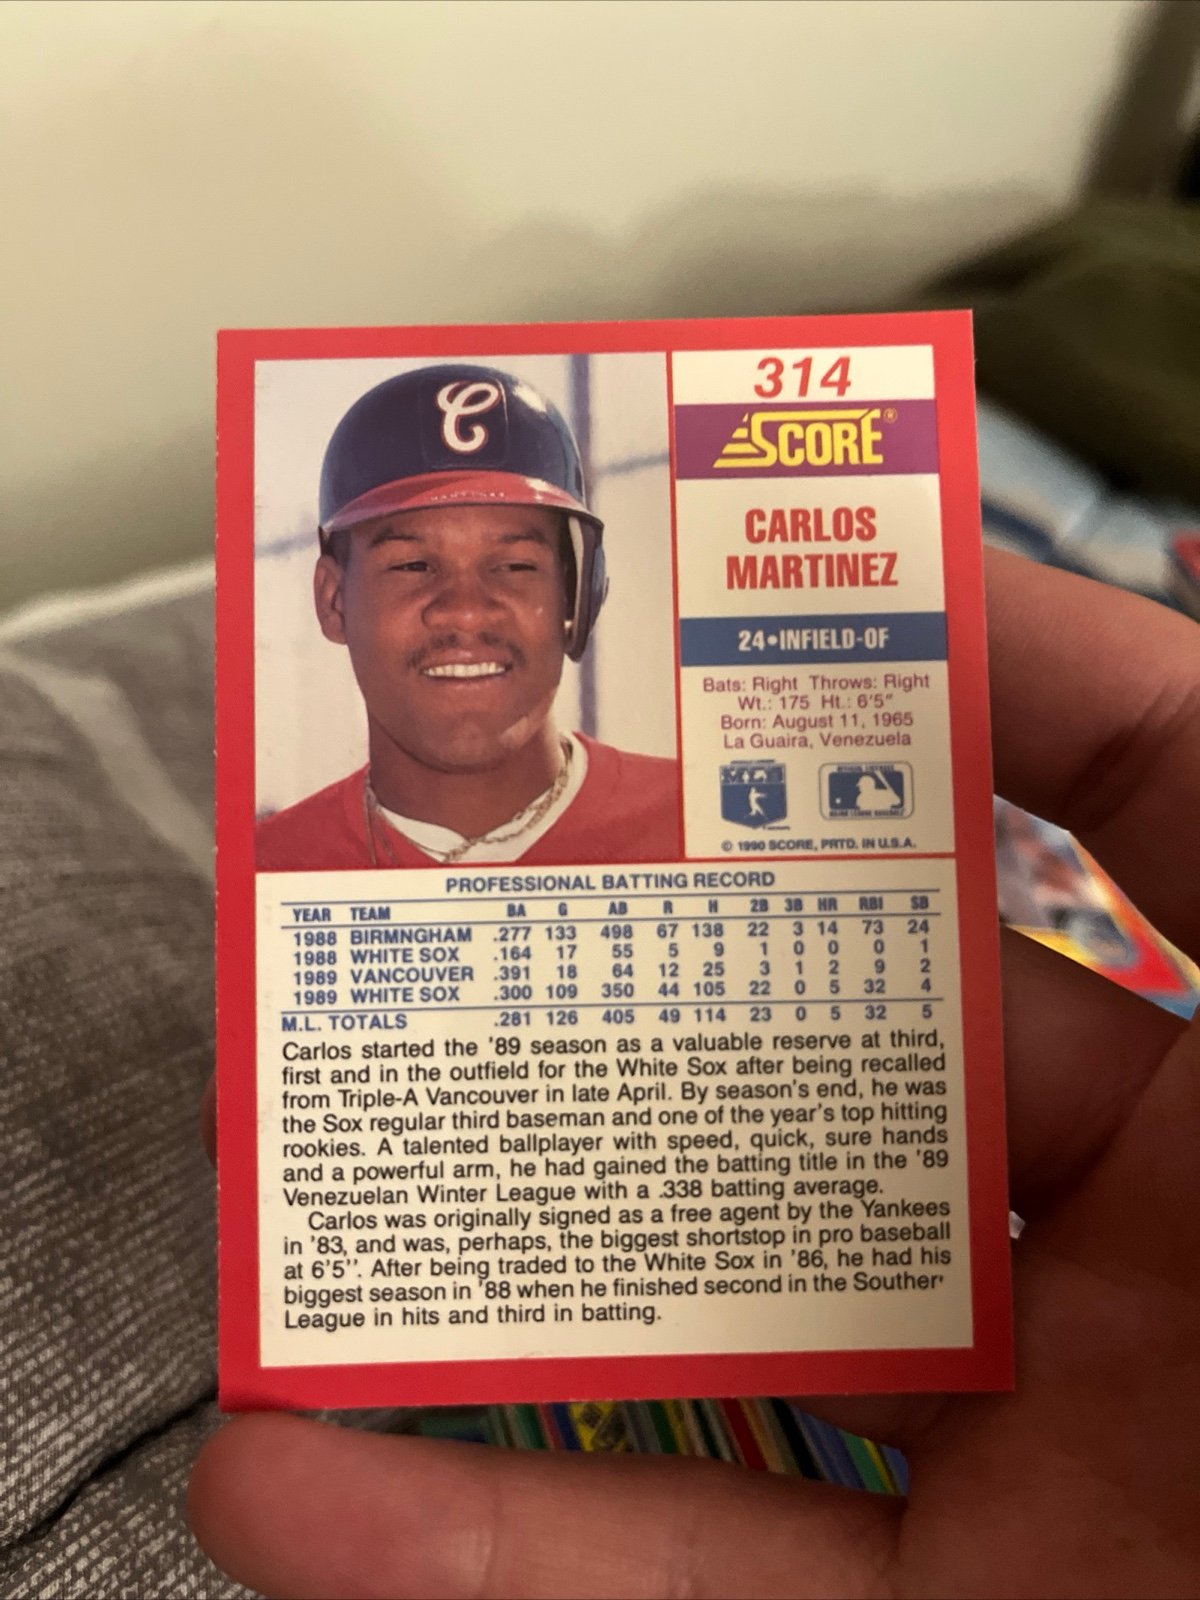 314
SCORE®
CARLOS
MARTINEZ
24•INFIELD-OF
Bats: Right Throws: Right
Wt.: 175 Ht.: 6'5"
Born: August 11, 1965
La Guaira, Venezuela
© 1990 SCORE, PRTD. IN U.S.A.
PROFESSIONAL BATTING RECORD
YEAR TEAM BA G AB R H 2B 3B HR RBI SB
1988 BIRMNGHAM .277 133 498 67 138 22 3 14 73 24
1988 WHITE SOX .164 17 55 5 9 1 0 0 0 1
1989 VANCOUVER .391 18 64 12 25 3 1 2 9 2
1989 WHITE SOX .300 109 350 44 105 22 0 5 32 4
M.L. TOTALS .281 126 405 49 114 23 0 5 32 5
Carlos started the '89 season as a valuable reserve at third,
first and in the outfield for the White Sox after being recalled
from Triple-A Vancouver in late April. By season's end, he was
the Sox regular third baseman and one of the year's top hitting
rookies. A talented ballplayer with speed, quick, sure hands
and a powerful arm, he had gained the batting title in the '89
Venezuelan Winter League with a .338 batting average.
Carlos was originally signed as a free agent by the Yankees
in '83, and was, perhaps, the biggest shortstop in pro baseball
at 6'5''. After being traded to the White Sox in '86, he had his
biggest season in '88 when he finished second in the Souther'
League in hits and third in batting.